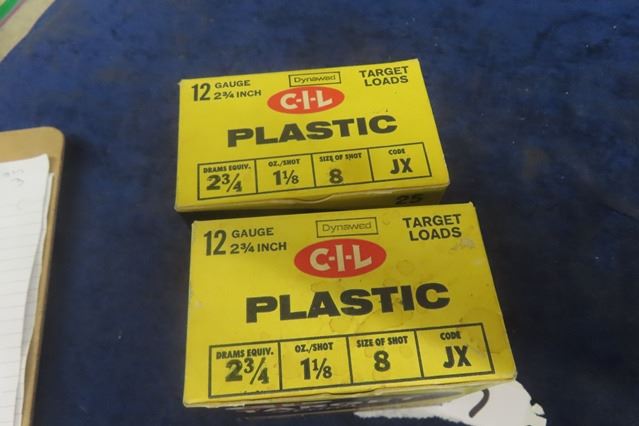 12 GAUGE
2¾ INCH
Dynawad
TARGET
LOADS
C-I-L
PLASTIC
DRAMS EQUIV.
2¾
OZ./SHOT
1⅛
SIZE OF SHOT
8
CODE
JX
25
12 GAUGE
2¾ INCH
Dynawad
TARGET
LOADS
C-I-L
PLASTIC
DRAMS EQUIV.
2¾
OZ./SHOT
1⅛
SIZE OF SHOT
8
CODE
JX